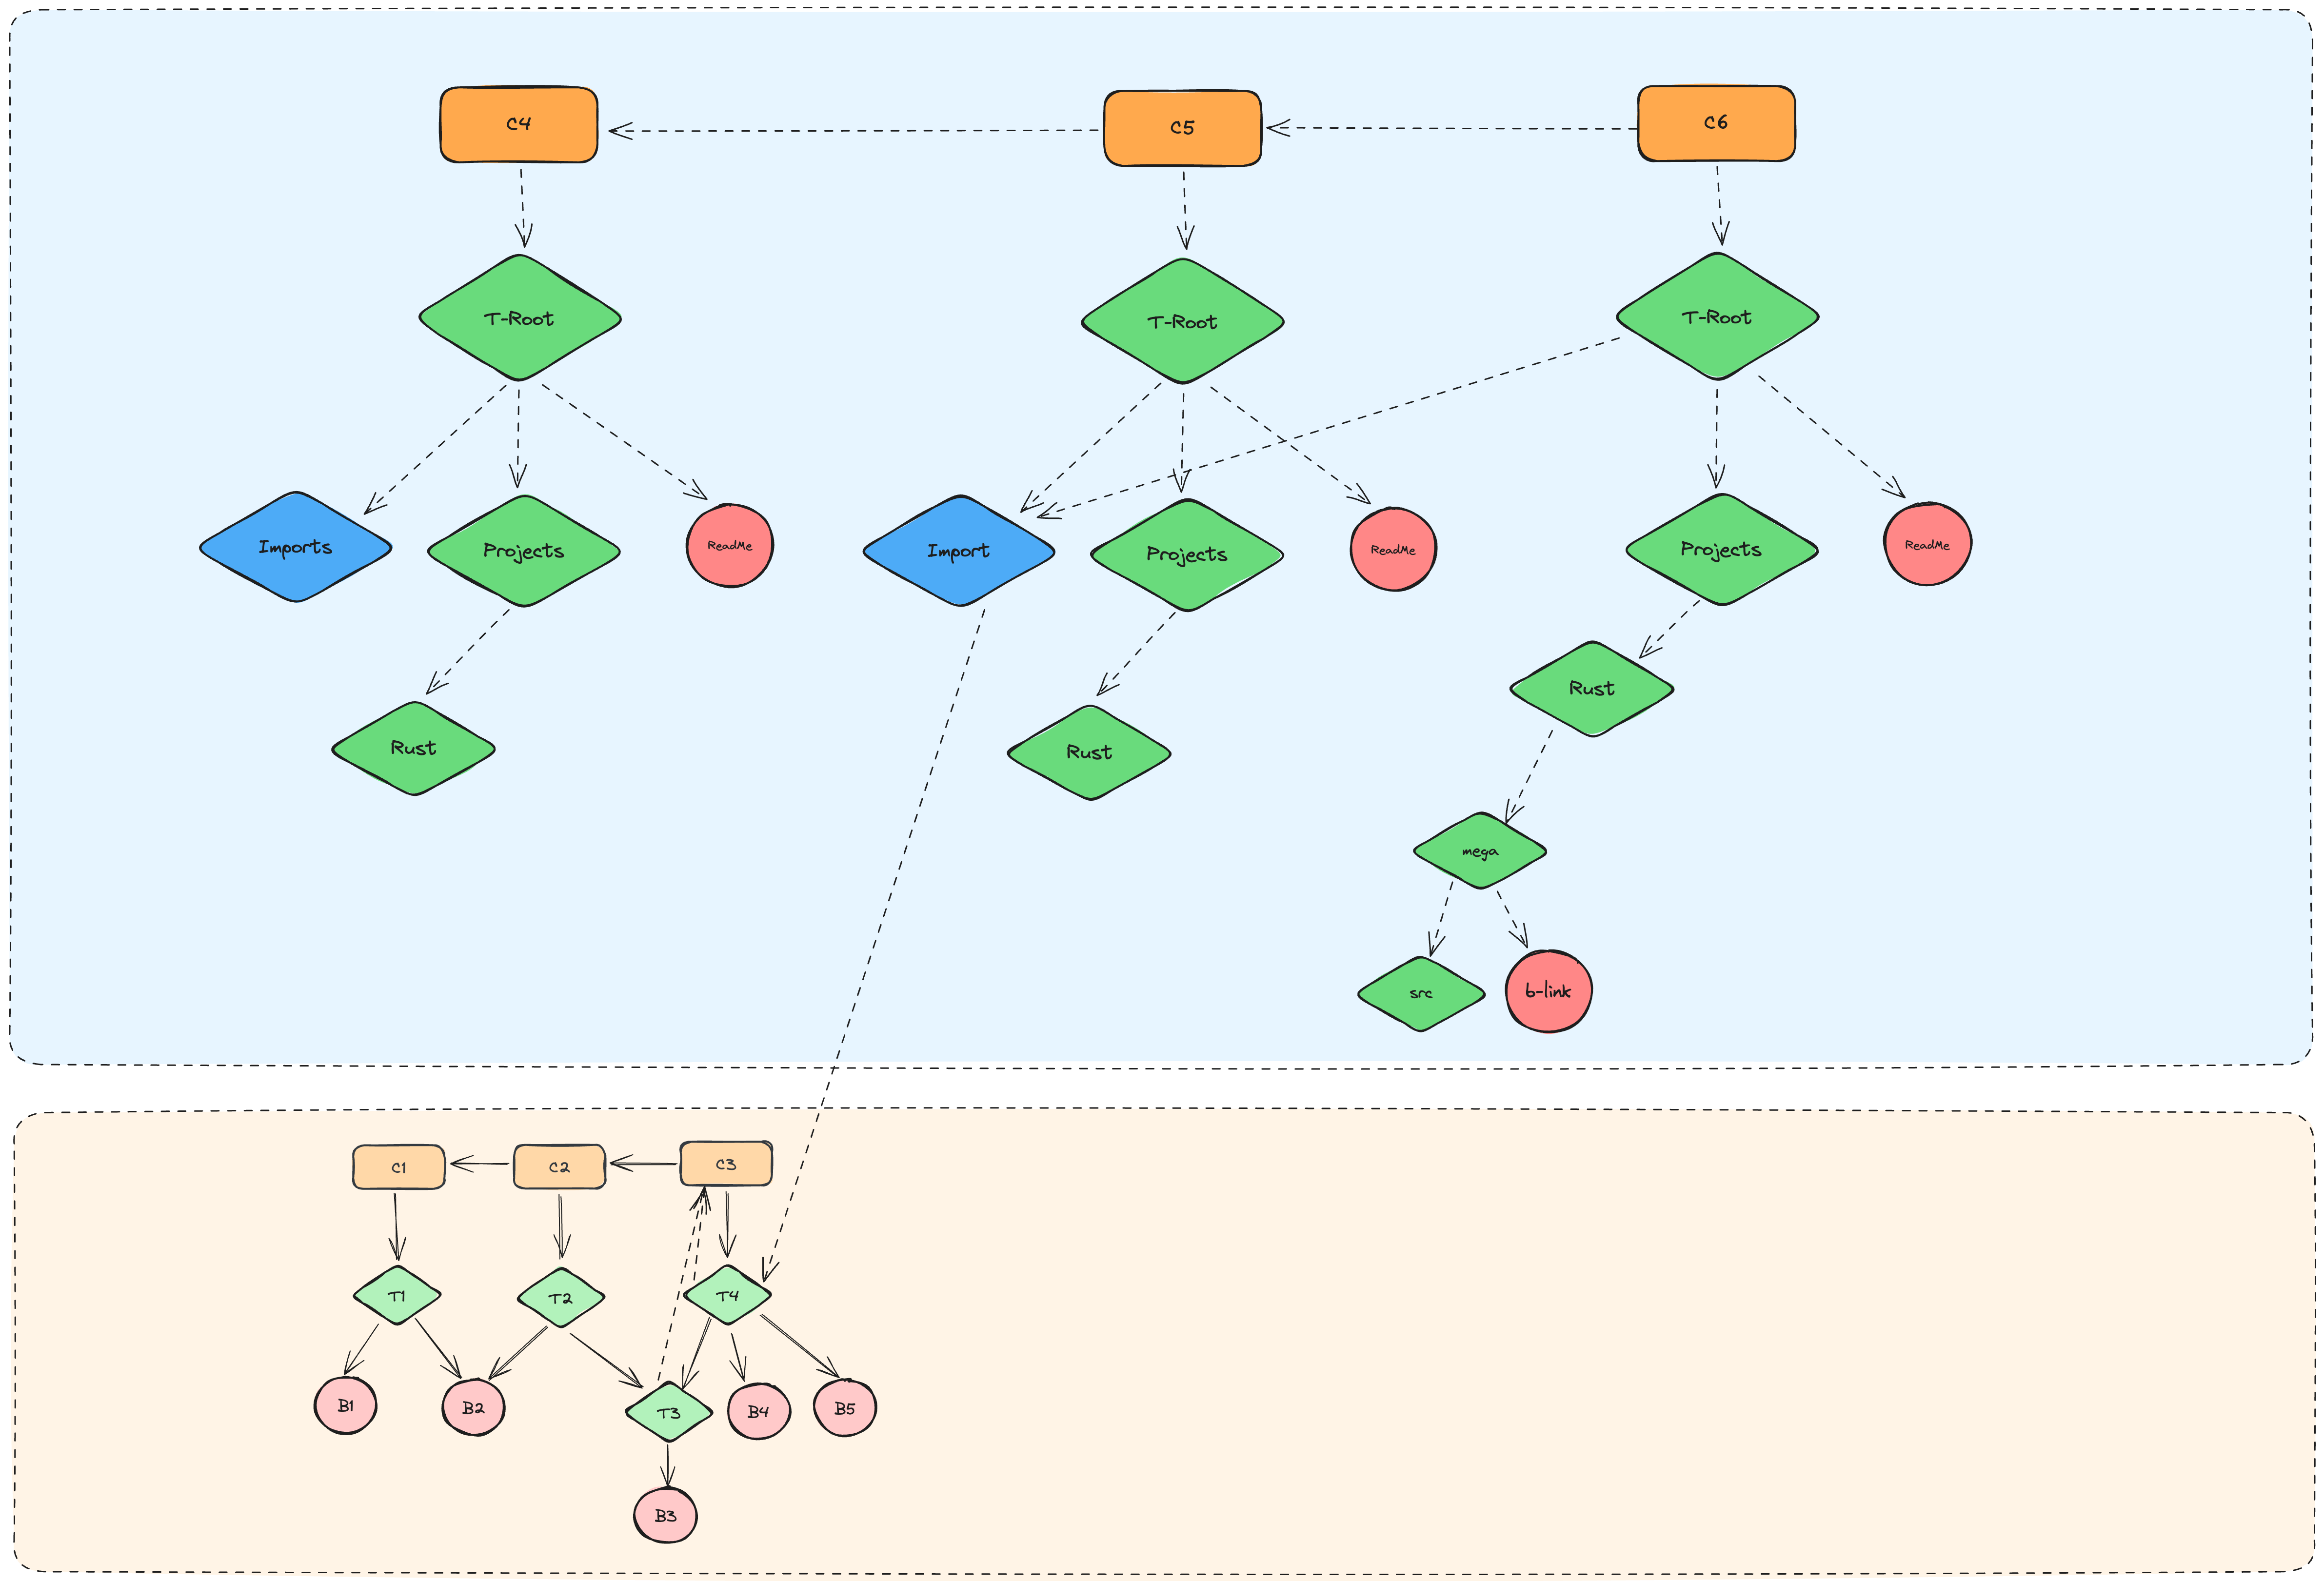 C4
C5
C6
T-Root
T-Root
T-Root
Imports
Projects
ReadMe
Import
Projects
ReadMe
Projects
ReadMe
Rust
Rust
Rust
mega
src
b-link
C1
C2
C3
T1
T2
T4
B1
B2
T3
B4
B5
B3